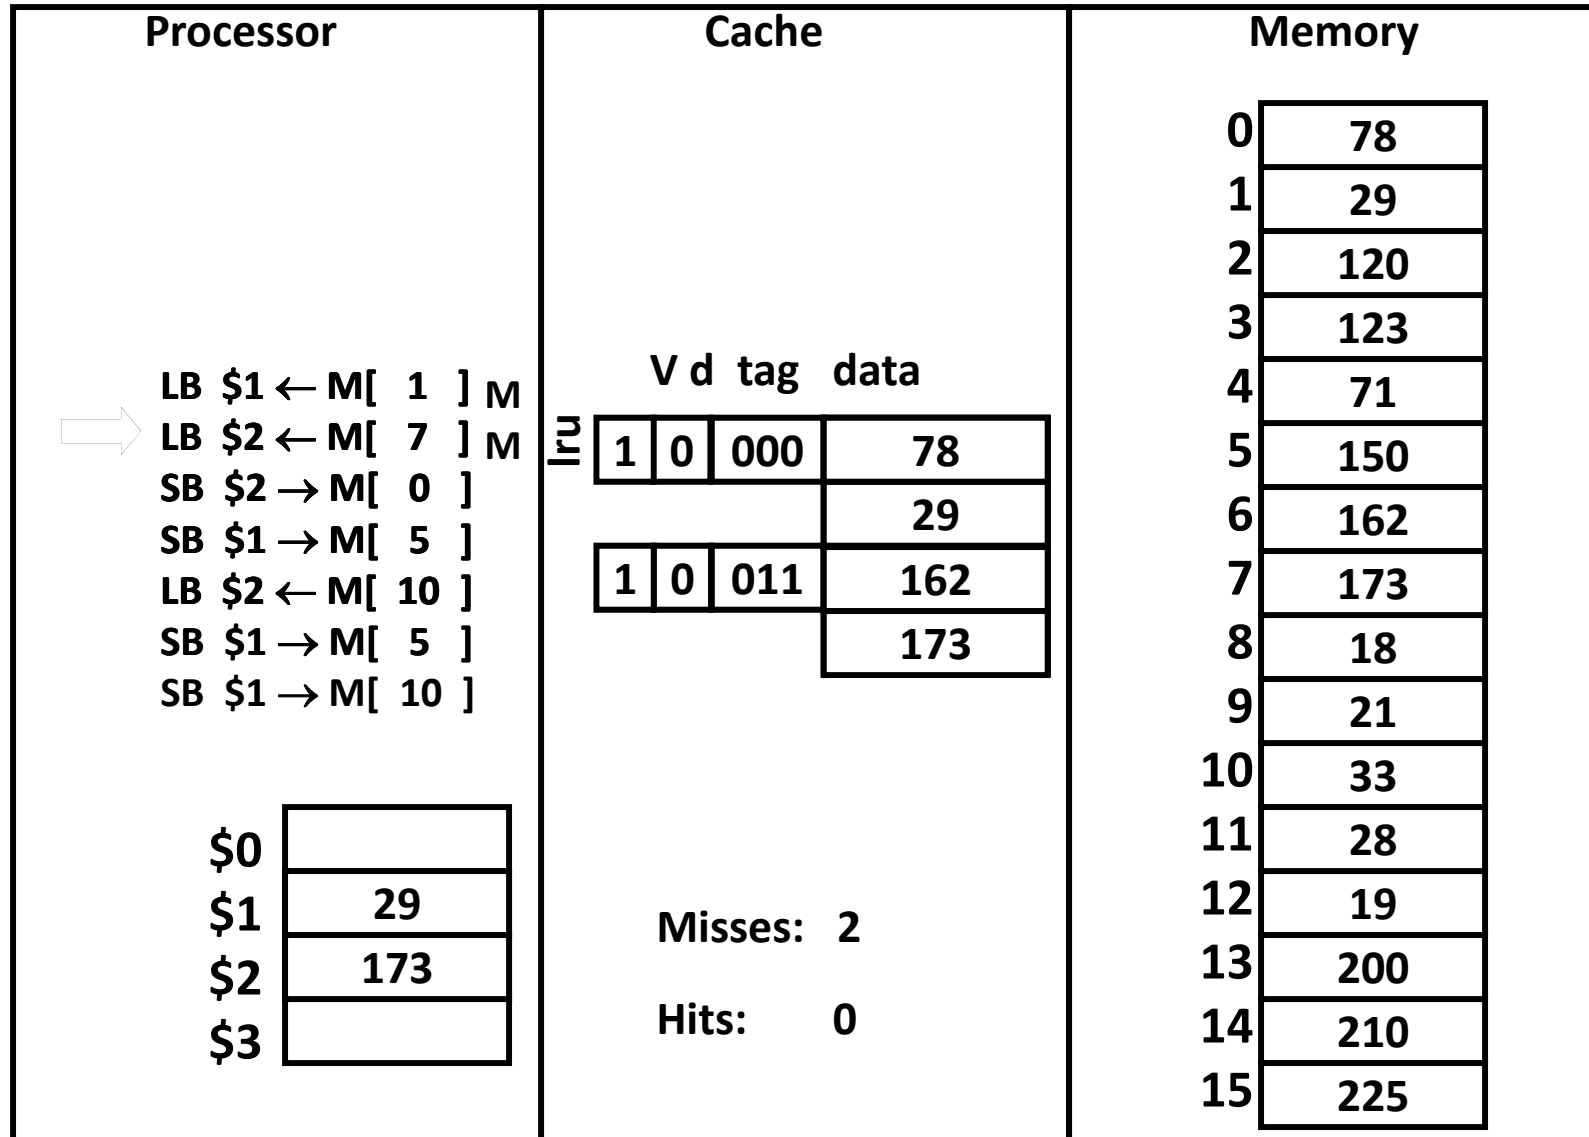 Processor
LB $1 ← M[ 1 ] M
LB $2 ← M[ 7 ] M
SB $2 → M[ 0 ]
SB $1 → M[ 5 ]
LB $2 ← M[ 10 ]
SB $1 → M[ 5 ]
SB $1 → M[ 10 ]
$0
$1 29
$2 173
$3
Cache
V d tag data
lru 1 0 000 78
29
1 0 011 162
173
Misses: 2
Hits: 0
Memory
0 78
1 29
2 120
3 123
4 71
5 150
6 162
7 173
8 18
9 21
10 33
11 28
12 19
13 200
14 210
15 225